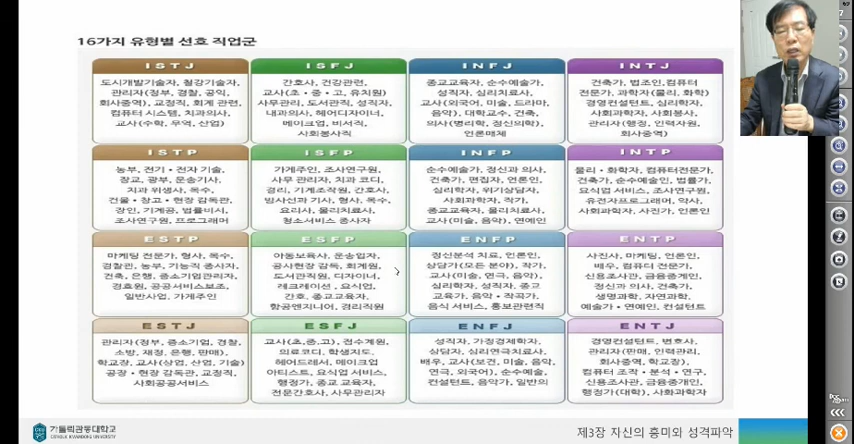 16가지 유형별 선호 직업군
ISTJ
도시개발기술자, 철강기술자,
관리자(정부, 경찰, 공익,
회사중역), 교정직, 회계 관련,
컴퓨터 시스템, 치과의사,
교사(수학, 무역, 산업)
ISFJ
간호사, 건강관련,
교사(초・중・고, 유치원)
사무관리, 도서관직, 성직자,
내과의사, 헤어디자이너,
메이크업, 비서직,
사회봉사직
INFJ
종교교육자, 순수예술가,
성직자, 심리치료사,
교사(외국어, 미술, 드라마,
음악), 대학교수, 건축,
의사(병리학, 정신의학),
언론매체
INTJ
건축가, 법조인,컴퓨터
전문가, 과학자(물리, 화학)
경영컨설턴트, 심리학자,
사회과학자, 사회봉사,
관리자(행정, 인력자원,
회사중역)
ISTP
농부, 전기・전자 기술,
장교, 광부, 운송기사,
치과 위생사, 목수,
건물・창고・현장 감독관,
장인, 기계공, 법률비서,
조사연구원, 프로그래머
ISFP
가게주인, 조사연구원,
사무 관리자, 치과 코디,
경리, 기계조작원, 간호사,
방사선과 기사, 형사, 목수,
요리사, 물리치료사,
청소서비스 종사자
INFP
순수예술가, 정신과 의사,
건축가, 편집자, 언론인,
심리학자, 위기상담자,
사회과학자, 작가,
종교교육자, 물리치료사,
교사(미술, 음악), 연예인
INTP
물리・화학자, 컴퓨터전문가,
건축가, 순수예술인, 법률가,
요식업 서비스, 조사연구원,
유전자프로그래머, 약사,
사회과학자, 사진가, 언론인
ESTP
마케팅 전문가, 형사, 목수,
경찰관, 농부, 기능직 종사자,
건축, 은행, 중소기업관리자,
경호원, 공공서비스보조,
일반사업, 가게주인
ESFP
아동보육사, 운송업자,
공사현장 감독, 회계원,
도서관직원, 디자이너,
레크레이션, 요식업,
간호, 종교교육자,
항공엔지니어, 경리직원
ENFP
정신분석 치료, 언론인,
상담가(모든 분야), 작가,
교사(미술, 연극, 음악),
심리학자, 성직자, 종교
교육가, 음악・작곡가,
음식 서비스, 홍보관련직
ENTP
사진사, 마케팅, 언론인,
배우, 컴퓨터 전문가,
신용조사관, 금융중개인,
정신과 의사, 건축가,
생명과학, 자연과학,
예술가・연예인, 컨설턴트
ESTJ
관리자(정부, 중소기업, 경찰,
소방, 재정, 은행, 판매),
학교장, 교사(상업, 산업, 기술)
공장・현장 감독관, 교정직,
사회공공서비스
ESFJ
교사(초,중,고), 접수계원,
의료코디, 학생지도,
헤어드레서, 메이크업
아티스트, 요식업 서비스,
행정가, 종교 교육자,
전문간호사, 사무관리자
ENFJ
성직자, 가정경제학자,
상담자, 심리연극치료사,
배우, 교사(보건, 미술, 음악,
연극, 외국어), 순수예술,
컨설턴트, 음악가, 일반의
ENTJ
경영컨설턴트, 변호사,
관리자(판매, 인력관리,
회사중역, 학교장),
컴퓨터 조작・분석・연구,
신용조사관, 금융중개인,
행정가(대학), 사회과학자
가톨릭관동대학교
CATHOLIC KWANDONG UNIVERSITY
제3장 자신의 흥미와 성격파악